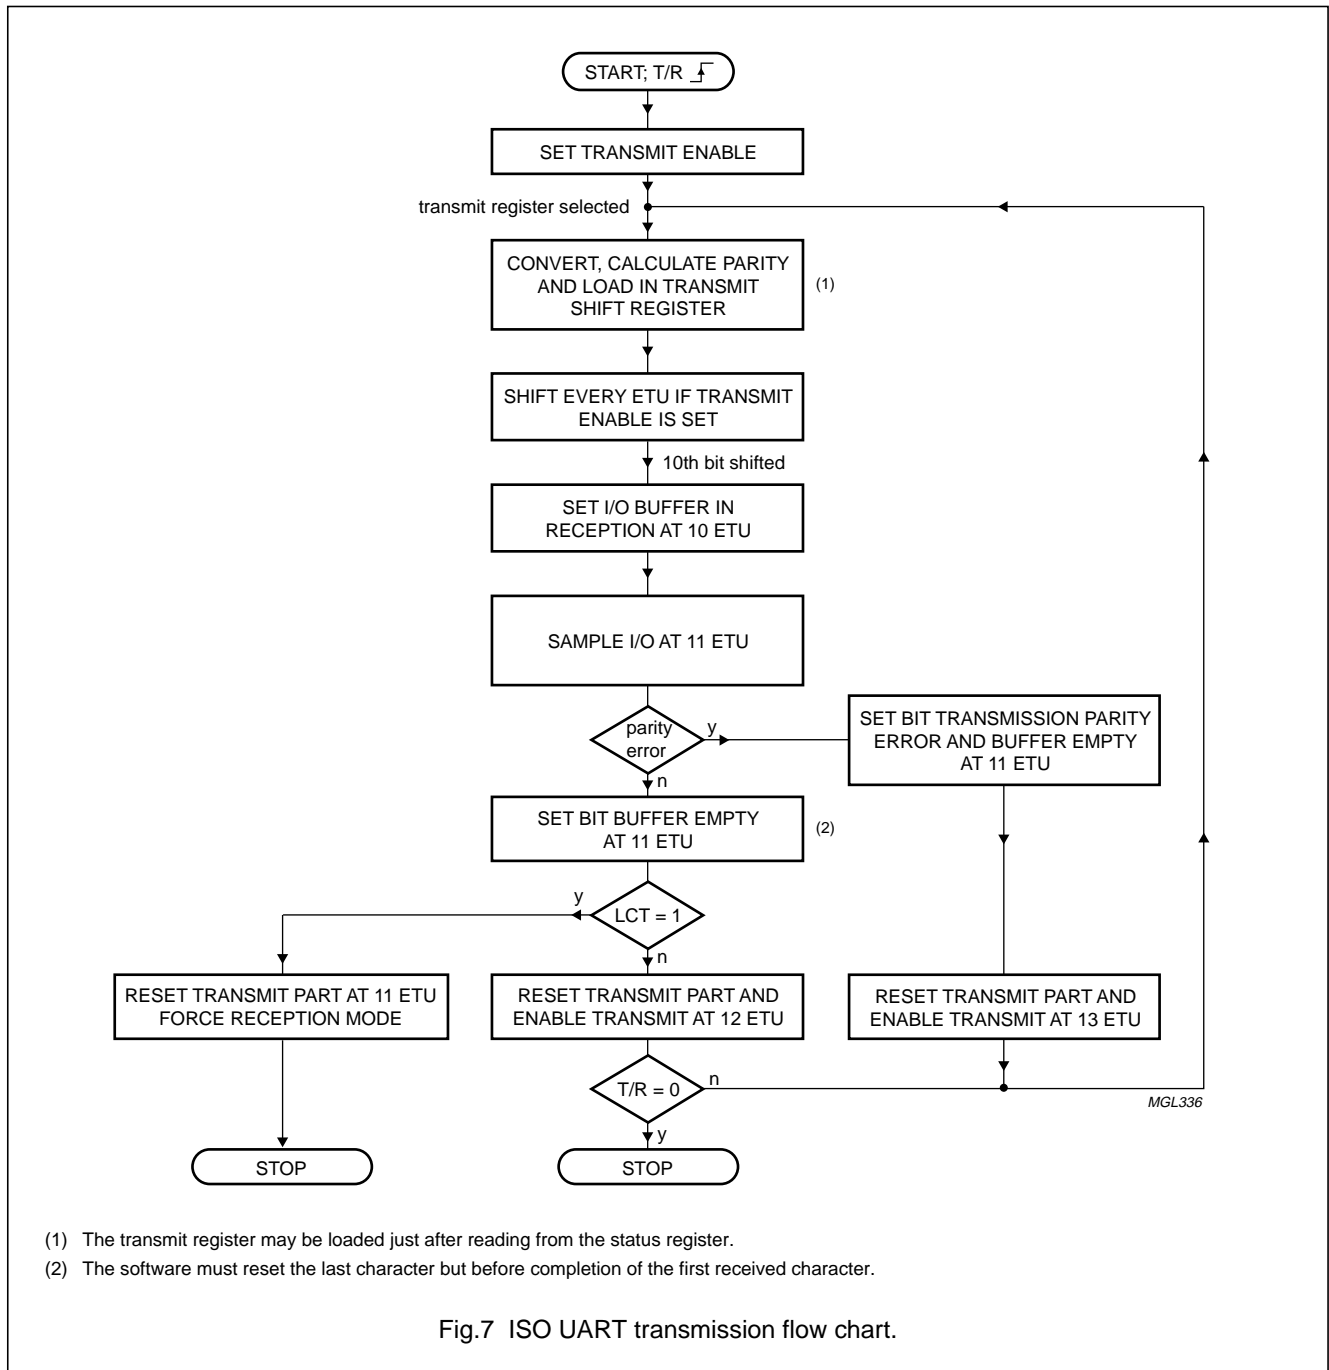 START; T/R
SET TRANSMIT ENABLE
transmit register selected
CONVERT, CALCULATE PARITY
AND LOAD IN TRANSMIT
SHIFT REGISTER
(1)
SHIFT EVERY ETU IF TRANSMIT
ENABLE IS SET
10th bit shifted
SET I/O BUFFER IN
RECEPTION AT 10 ETU
SAMPLE I/O AT 11 ETU
parity
error
y
n
SET BIT TRANSMISSION PARITY
ERROR AND BUFFER EMPTY
AT 11 ETU
SET BIT BUFFER EMPTY
AT 11 ETU
(2)
LCT = 1
y
n
RESET TRANSMIT PART AT 11 ETU
FORCE RECEPTION MODE
RESET TRANSMIT PART AND
ENABLE TRANSMIT AT 12 ETU
RESET TRANSMIT PART AND
ENABLE TRANSMIT AT 13 ETU
T/R = 0
n
y
MGL336
STOP
STOP
(1) The transmit register may be loaded just after reading from the status register.
(2) The software must reset the last character but before completion of the first received character.
Fig.7 ISO UART transmission flow chart.